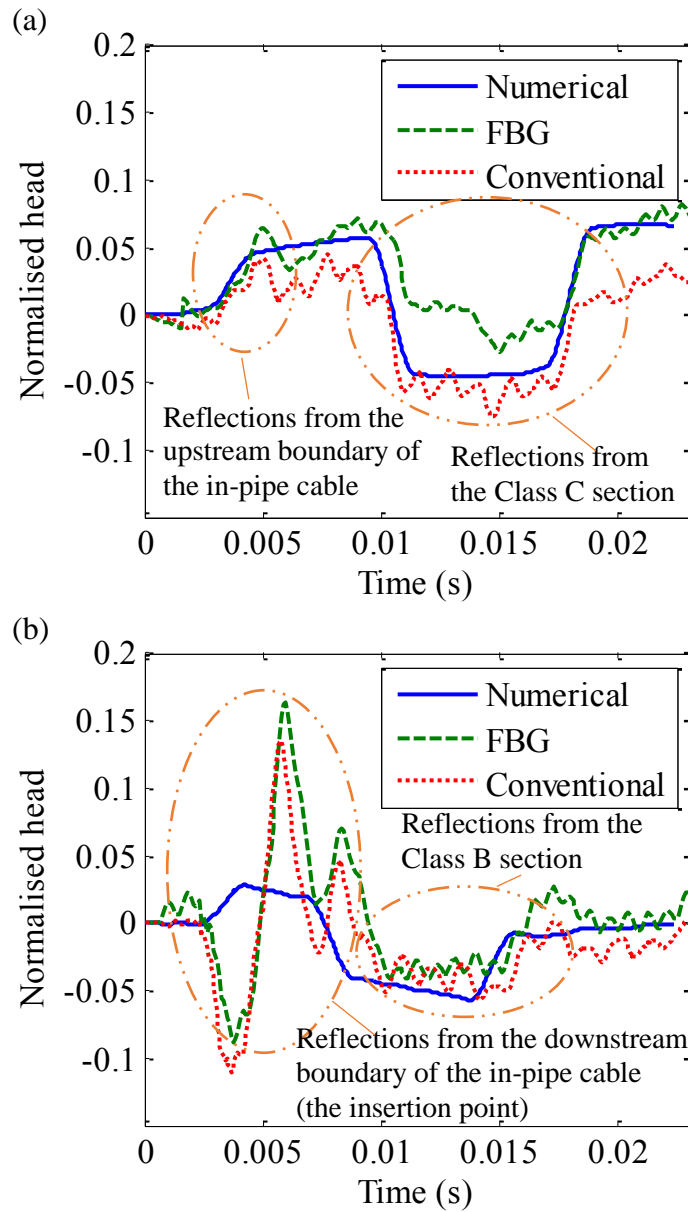 (a)
0.2
0.15
0.1
0.05
0
-0.05
-0.1
Normalised head
Numerical
FBG
Conventional
Reflections from the
upstream boundary of
the in-pipe cable
Reflections from
the Class C section
0
0.005
0.01
0.015
0.02
Time (s)
(b)
0.2
0.15
0.1
0.05
0
-0.05
-0.1
Normalised head
Numerical
FBG
Conventional
Reflections from the
Class B section
Reflections from the downstream
boundary of the in-pipe cable
(the insertion point)
0
0.005
0.01
0.015
0.02
Time (s)